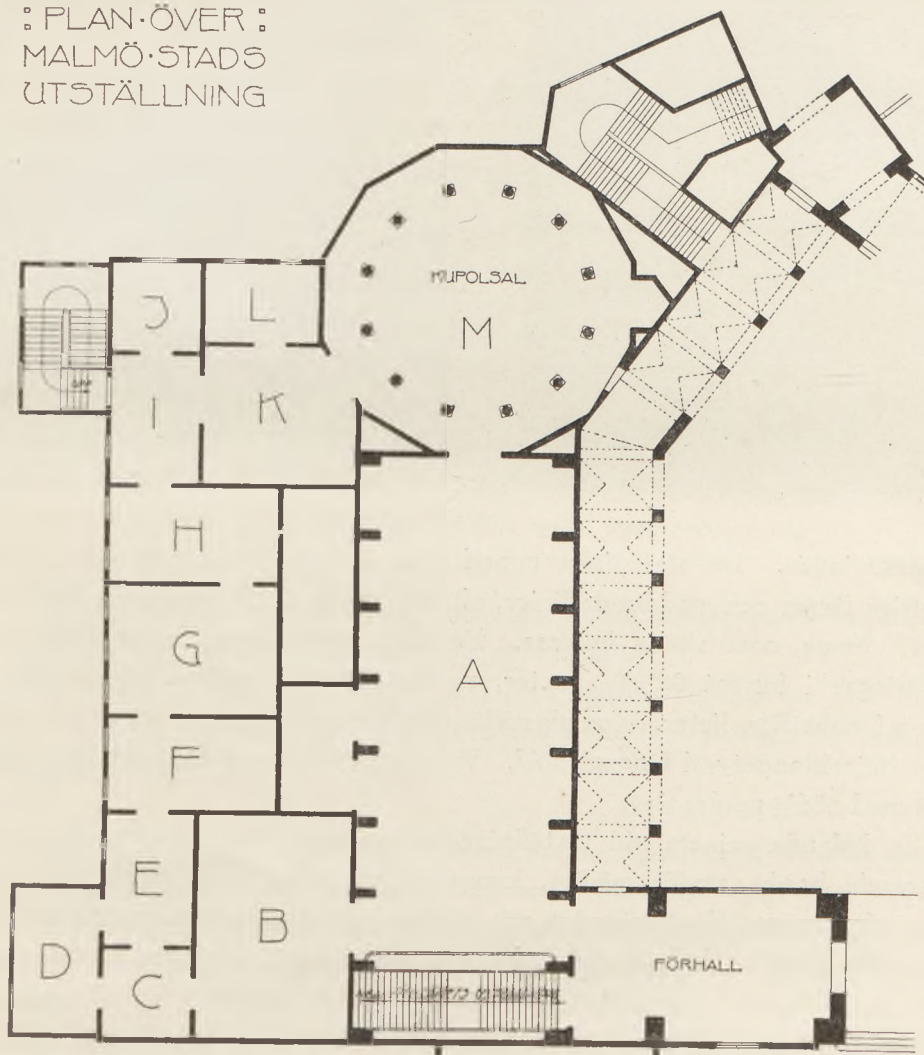 : PLAN·ÖVER :
MALMÖ·STADS
UTSTÄLLNING
KUPOLSAL
M
J
L
I
K
H
G
A
F
E
B
D
C
FÖRHALL